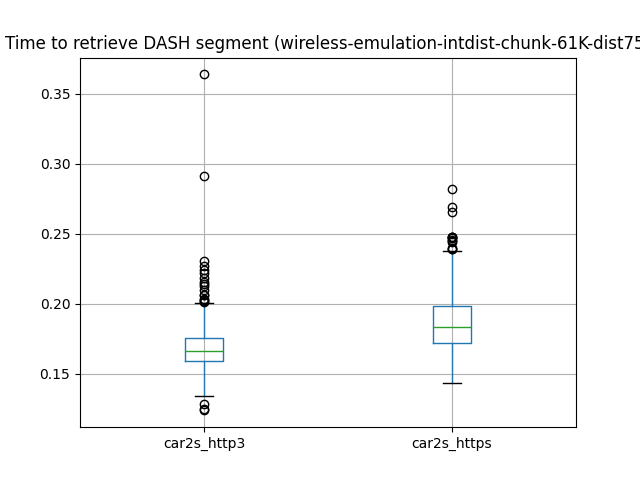 Time to retrieve DASH segment (wireless-emulation-intdist-chunk-61K-dist75
0.35
0.30
0.25
0.20
0.15
car2s_http3 car2s_https